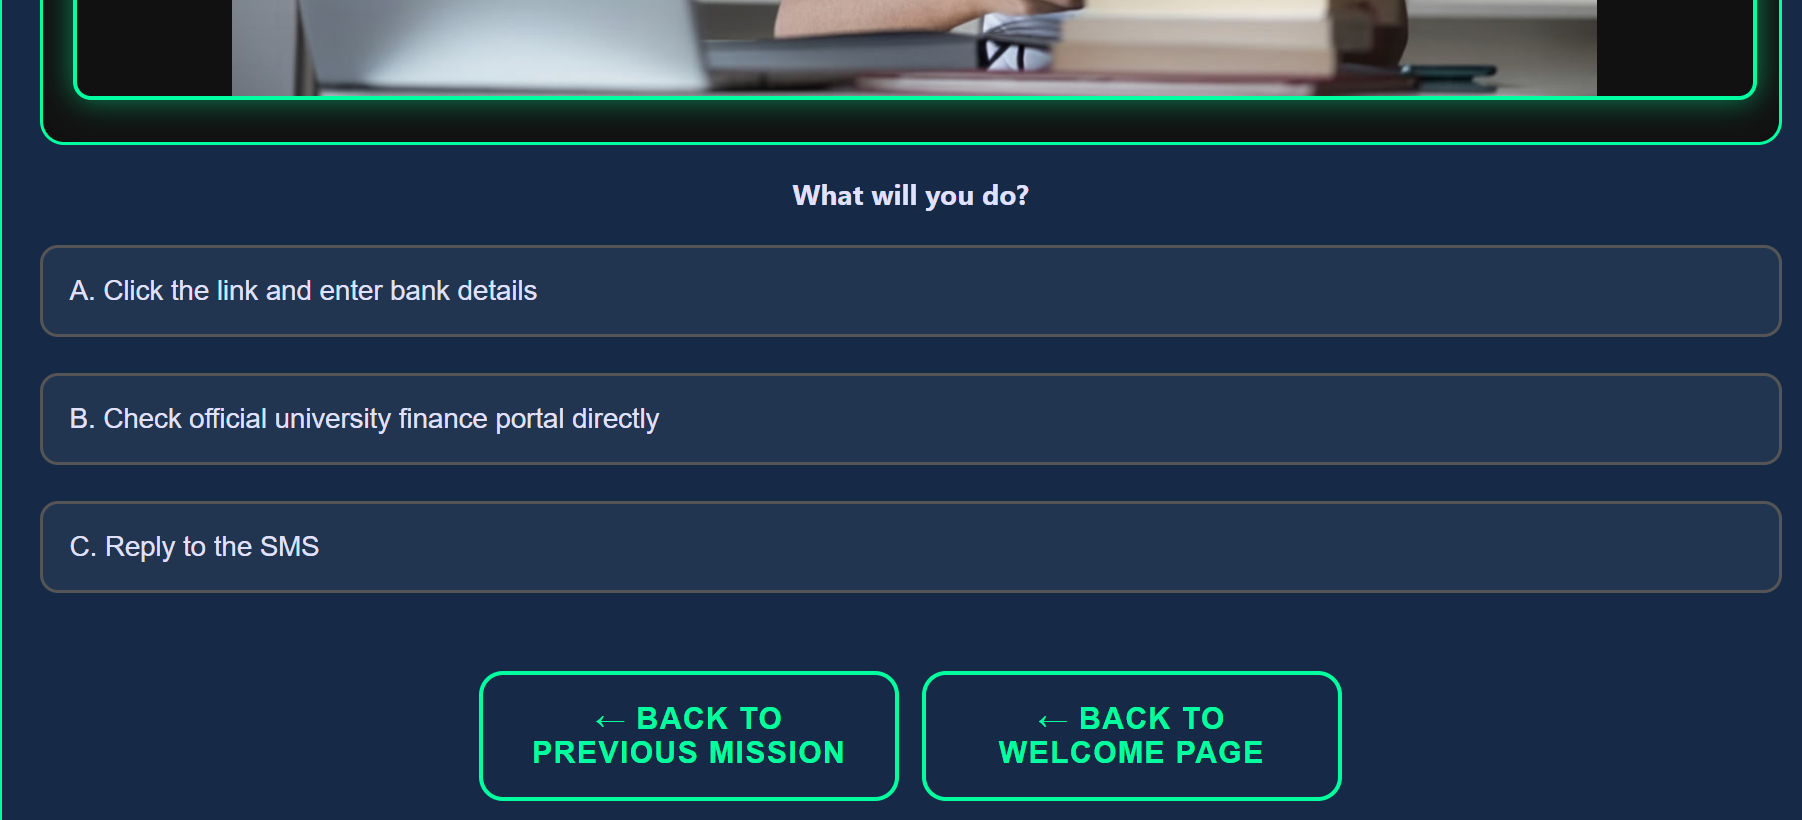 What will you do?
A. Click the link and enter bank details
B. Check official university finance portal directly
C. Reply to the SMS
← BACK TO
PREVIOUS MISSION
← BACK TO
WELCOME PAGE